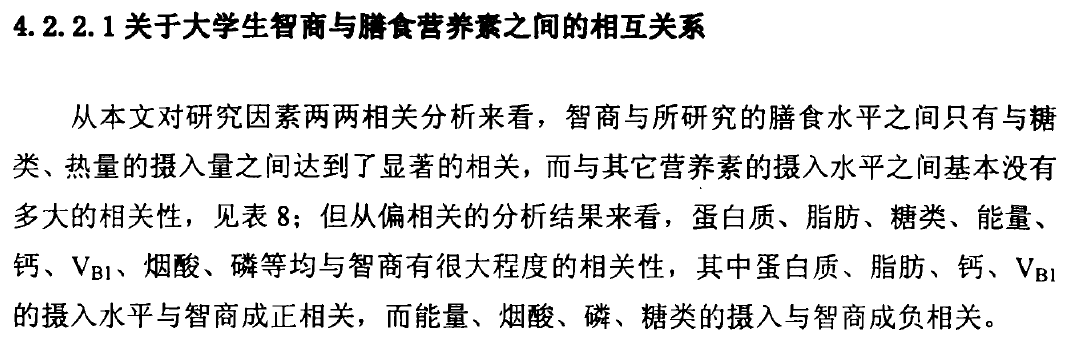 4.2.2.1 关于大学生智商与膳食营养素之间的相互关系
从本文对研究因素两两相关分析来看，智商与所研究的膳食水平之间只有与糖
类、热量的摄入量之间达到了显著的相关，而与其它营养素的摄入水平之间基本没有
多大的相关性，见表 8；但从偏相关的分析结果来看，蛋白质、脂肪、糖类、能量、
钙、V_B1、烟酸、磷等均与智商有很大程度的相关性，其中蛋白质、脂肪、钙、V_B1
的摄入水平与智商成正相关，而能量、烟酸、磷、糖类的摄入与智商成负相关。